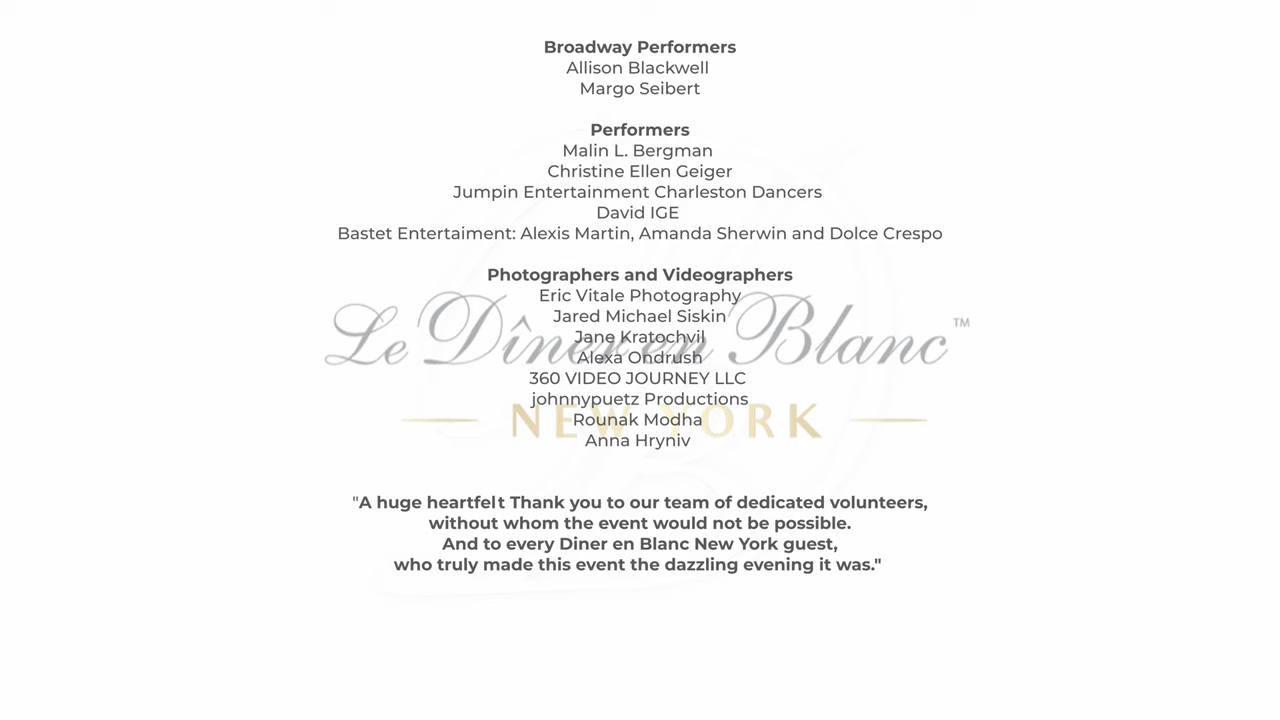 Broadway Performers
Allison Blackwell
Margo Seibert
Performers
Malin L. Bergman
Christine Ellen Geiger
Jumpin Entertainment Charleston Dancers
David IGE
Bastet Entertaiment: Alexis Martin, Amanda Sherwin and Dolce Crespo
Photographers and Videographers
Eric Vitale Photography
Jared Michael Siskin
Le Dîner en Blanc ™
Jane Kratochvil
Alexa Ondrush
360 VIDEO JOURNEY LLC
johnnypuetz Productions
NEW YORK
Rounak Modha
Anna Hryniv
"A huge heartfelt Thank you to our team of dedicated volunteers,
without whom the event would not be possible.
And to every Diner en Blanc New York guest,
who truly made this event the dazzling evening it was."